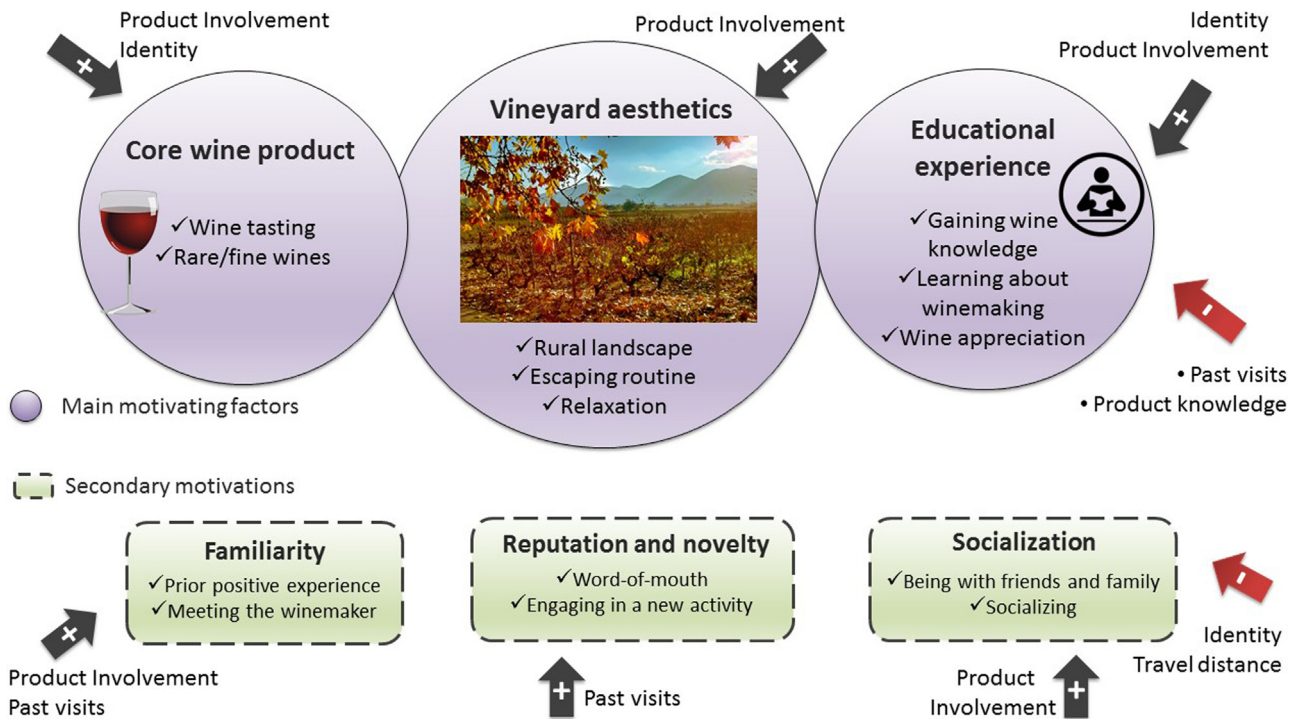 Product Involvement
Identity
Product Involvement
Identity
Product Involvement
Core wine product
✓Wine tasting
✓Rare/fine wines
Vineyard aesthetics
✓Rural landscape
✓Escaping routine
✓Relaxation
Educational
experience
✓Gaining wine
knowledge
✓Learning about
winemaking
✓Wine appreciation
• Past visits
• Product knowledge
Main motivating factors
Secondary motivations
Familiarity
✓Prior positive experience
✓Meeting the winemaker
Reputation and novelty
✓Word-of-mouth
✓Engaging in a new activity
Socialization
✓Being with friends and family
✓Socializing
Product Involvement
Past visits
Past visits
Product
Involvement
Identity
Travel distance